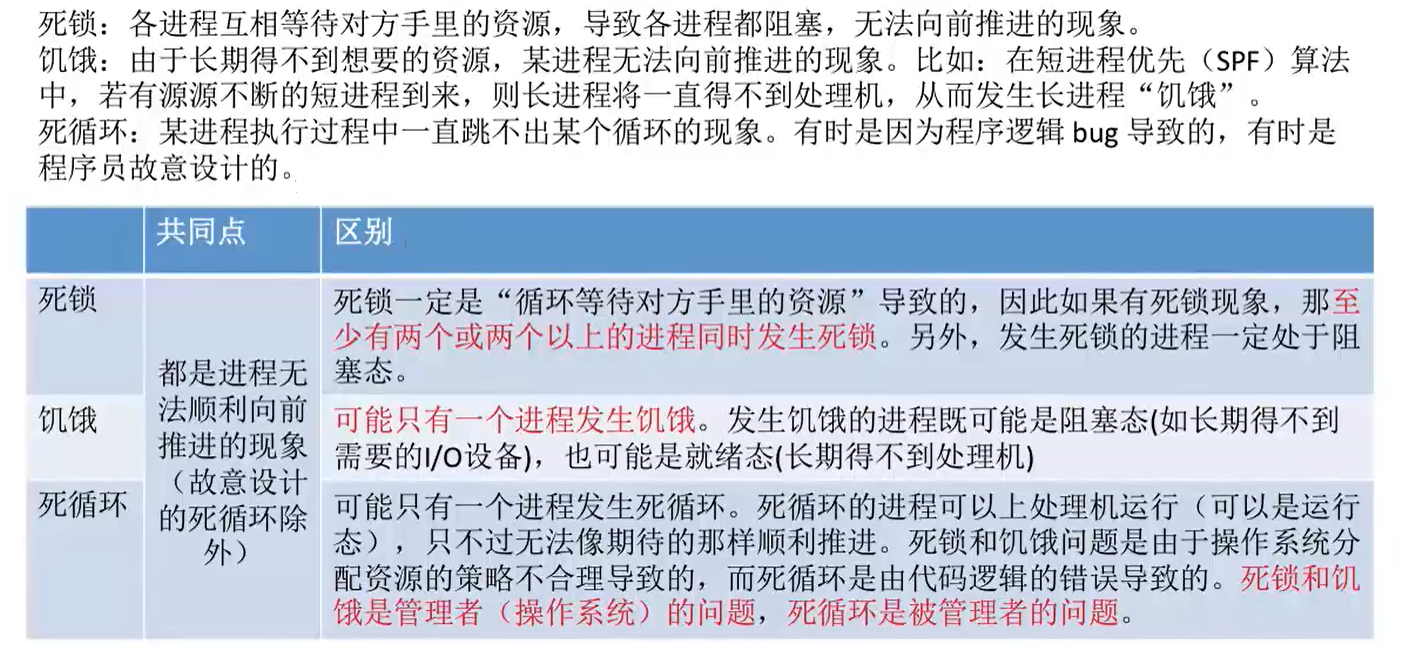 死锁：各进程互相等待对方手里的资源，导致各进程都阻塞，无法向前推进的现象。
饥饿：由于长期得不到想要的资源，某进程无法向前推进的现象。比如：在短进程优先（SPF）算法
中，若有源源不断的短进程到来，则长进程将一直得不到处理机，从而发生长进程“饥饿”。
死循环：某进程执行过程中一直跳不出某个循环的现象。有时是因为程序逻辑 bug 导致的，有时是
程序员故意设计的。
共同点
区别
死锁
死锁一定是“循环等待对方手里的资源”导致的，因此如果有死锁现象，那至
少有两个或两个以上的进程同时发生死锁。另外，发生死锁的进程一定处于阻
塞态。
都是进程无
法顺利向前
推进的现象
（故意设计
的死循环除
外）
饥饿
可能只有一个进程发生饥饿。发生饥饿的进程既可能是阻塞态(如长期得不到
需要的I/O设备)，也可能是就绪态(长期得不到处理机)
死循环
可能只有一个进程发生死循环。死循环的进程可以上处理机运行（可以是运行
态），只不过无法像期待的那样顺利推进。死锁和饥饿问题是由于操作系统分
配资源的策略不合理导致的，而死循环是由代码逻辑的错误导致的。死锁和饥
饿是管理者（操作系统）的问题，死循环是被管理者的问题。